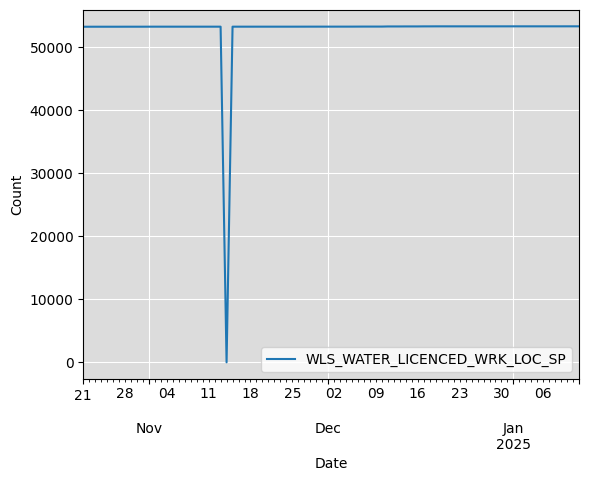 50000
40000
30000
20000
10000
0
Count
WLS_WATER_LICENCED_WRK_LOC_SP
21 28 04 11 18 25 02 09 16 23 30 06
Nov Dec Jan
2025
Date